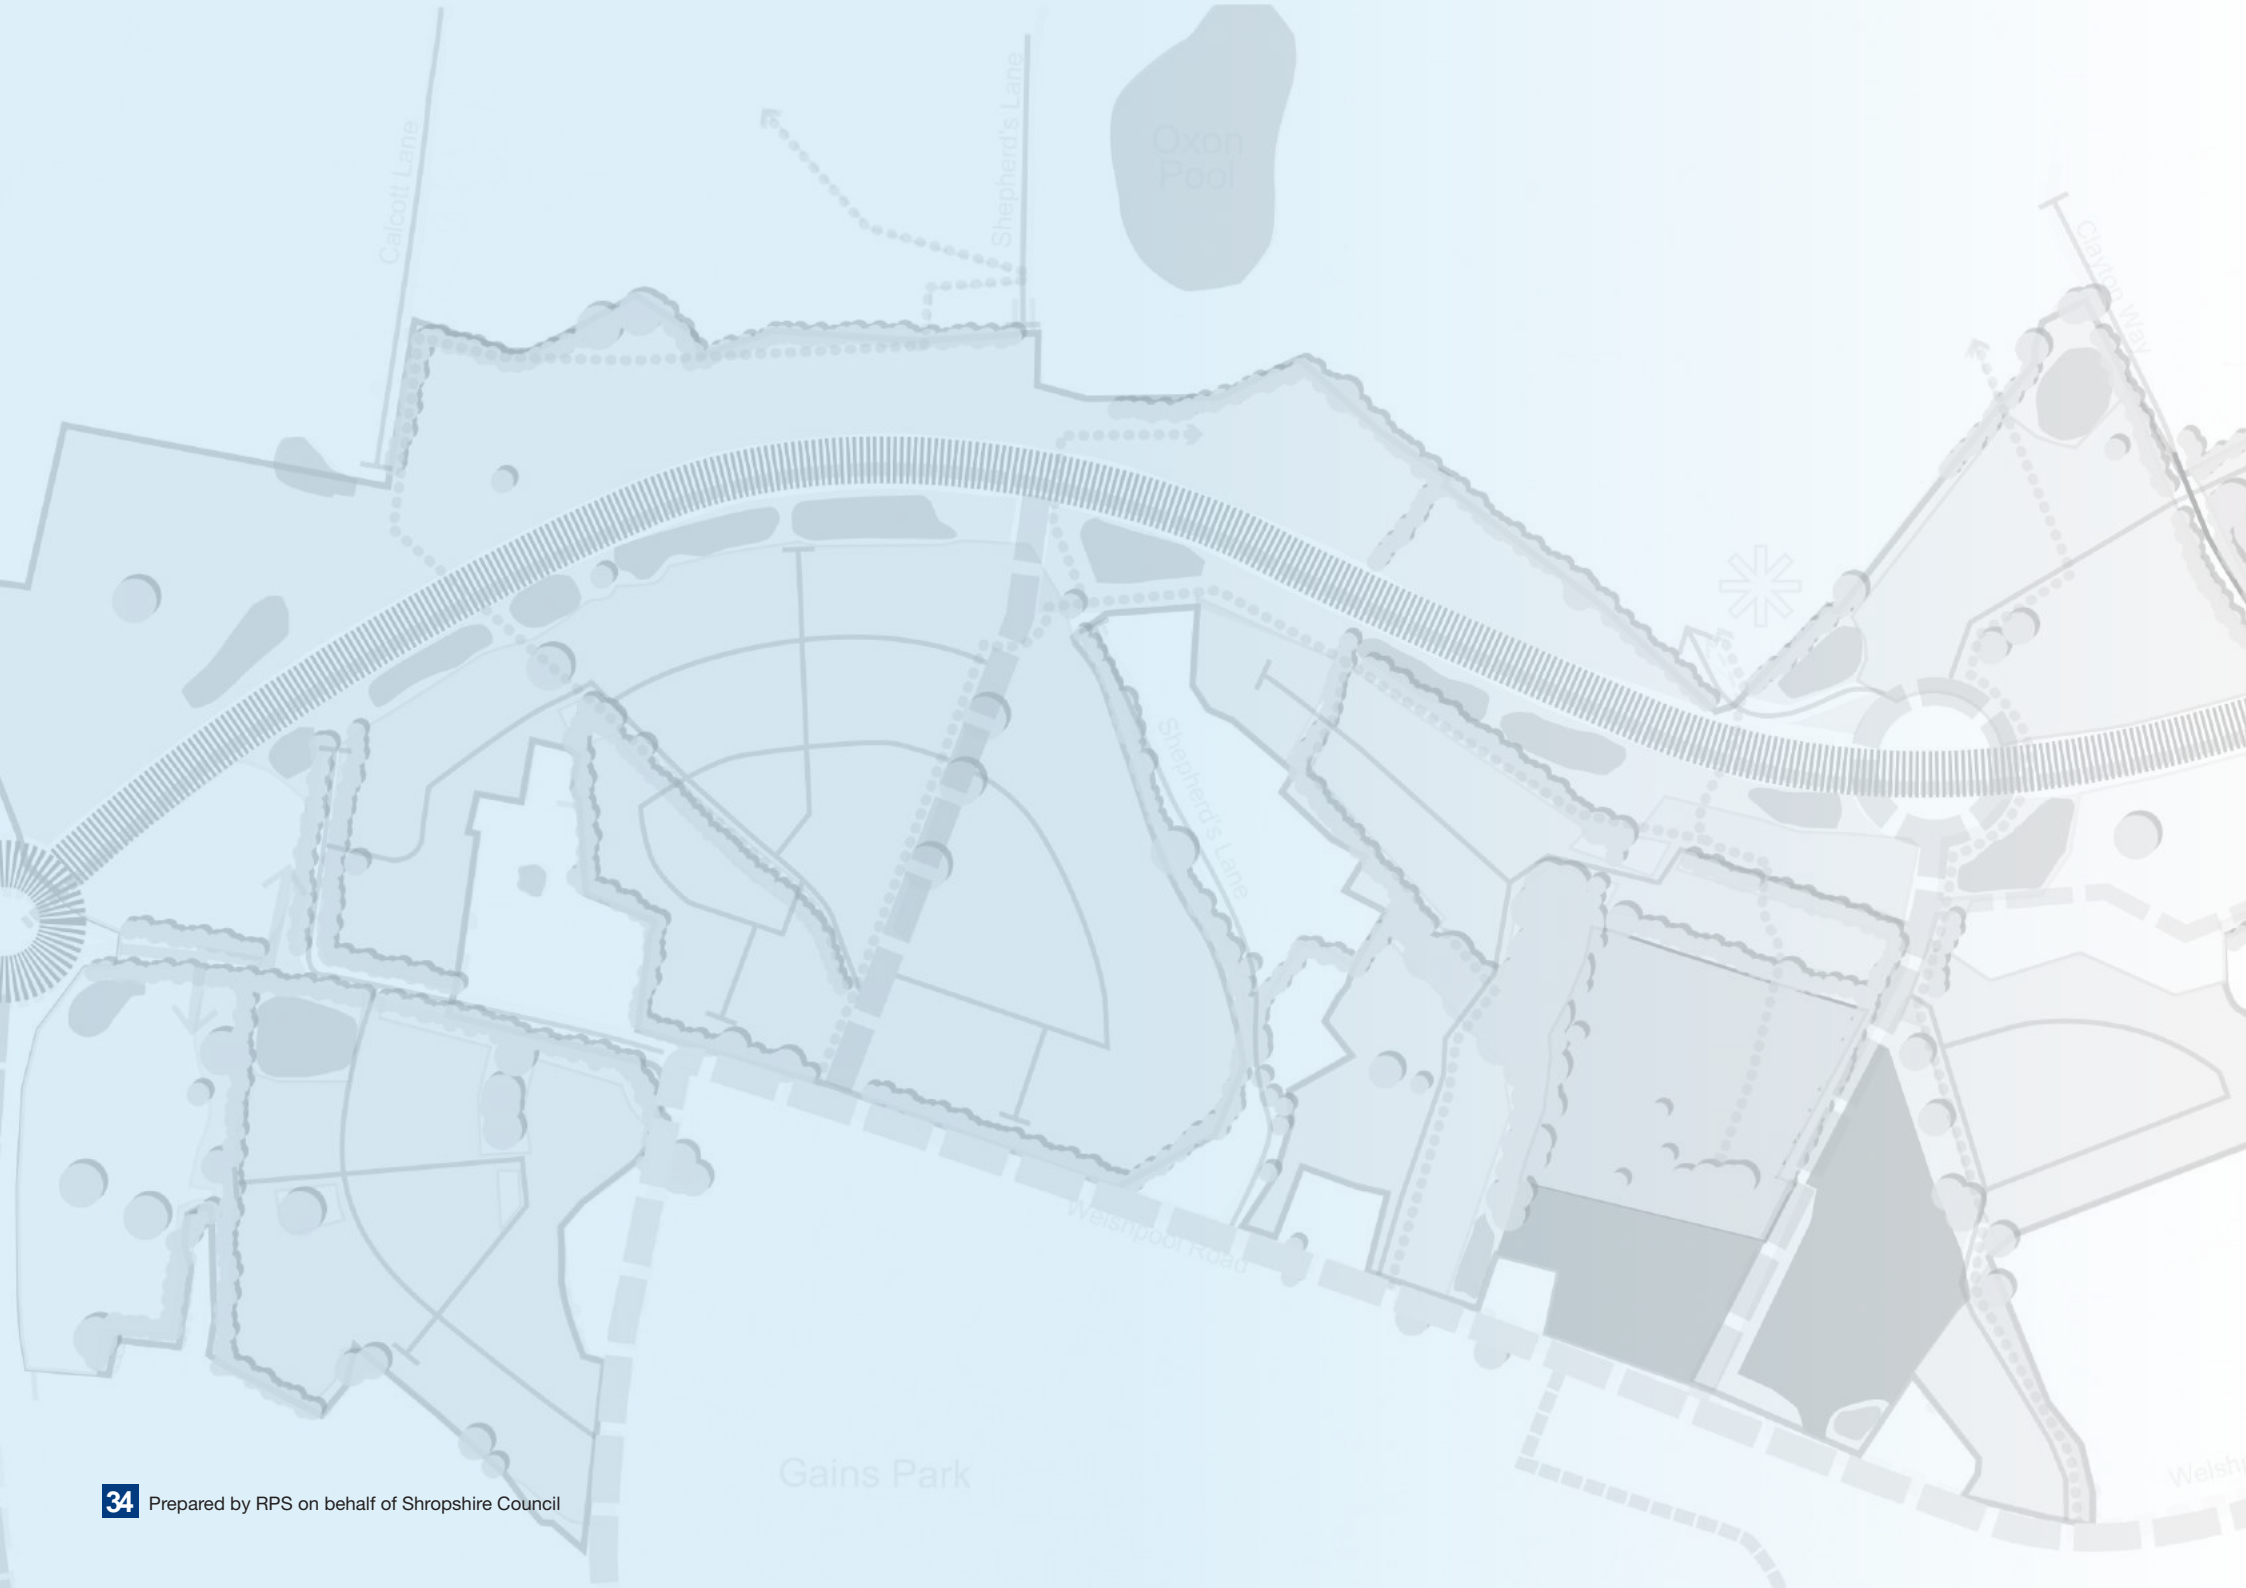 Calcott Lane
Shepherd's Lane
Oxon
Pool
Clayton Way
Shepherd's Lane
Welshpool Road
Gains Park
34 Prepared by RPS on behalf of Shropshire Council